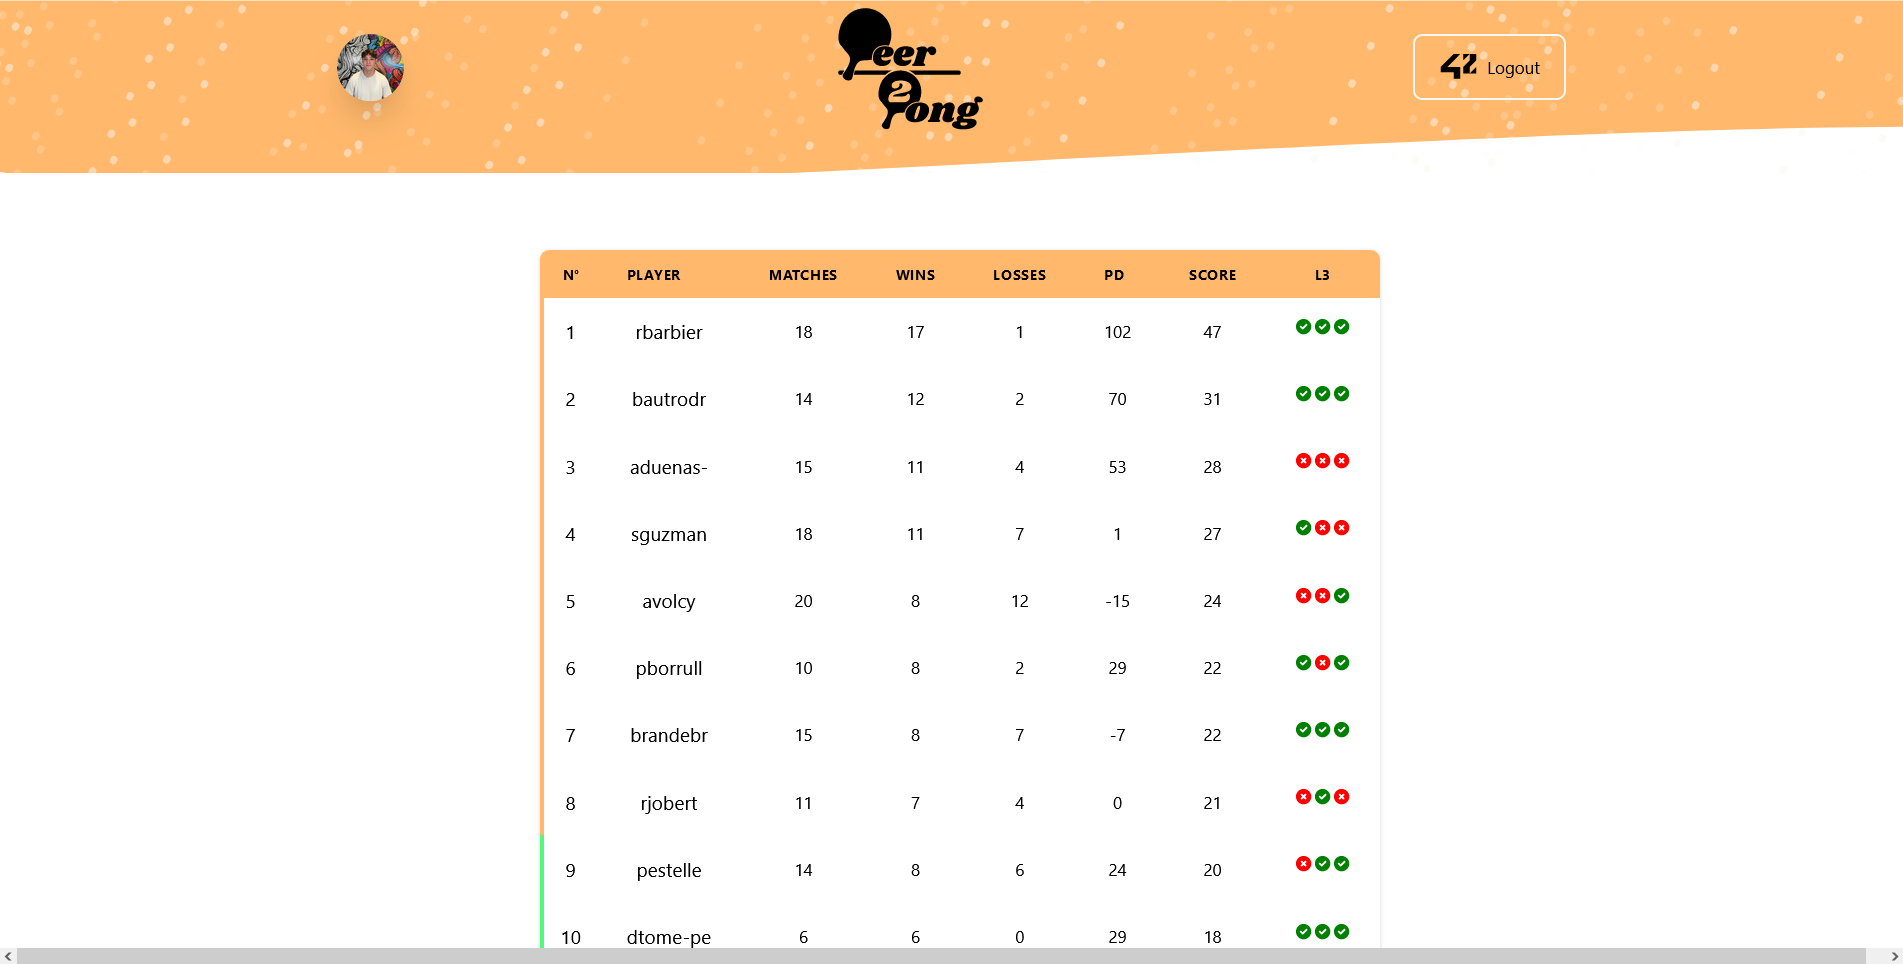 Peer
2
Pong
42 Logout
N° PLAYER MATCHES WINS LOSSES PD SCORE L3
1 rbarbier 18 17 1 102 47
2 bautrodr 14 12 2 70 31
3 aduenas- 15 11 4 53 28
4 sguzman 18 11 7 1 27
5 avolcy 20 8 12 -15 24
6 pborrull 10 8 2 29 22
7 brandebr 15 8 7 -7 22
8 rjobert 11 7 4 0 21
9 pestelle 14 8 6 24 20
10 dtome-pe 6 6 0 29 18